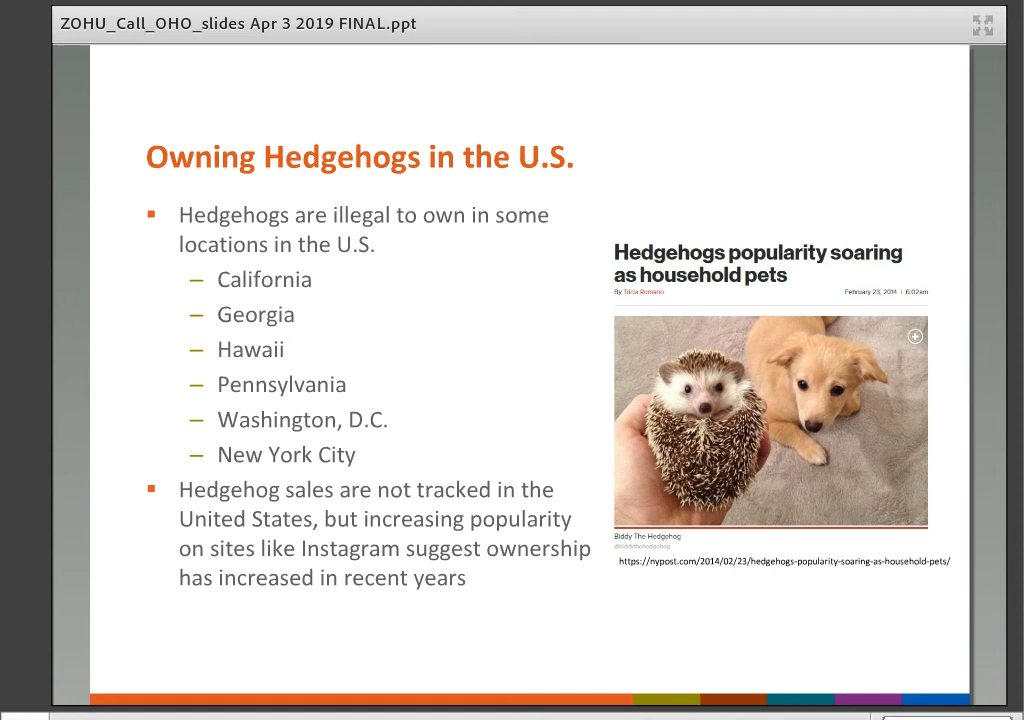 ZOHU_Call_OHO_slides Apr 3 2019 FINAL.ppt
Owning Hedgehogs in the U.S.
▪ Hedgehogs are illegal to own in some
locations in the U.S.
– California
– Georgia
– Hawaii
– Pennsylvania
– Washington, D.C.
– New York City
▪ Hedgehog sales are not tracked in the
United States, but increasing popularity
on sites like Instagram suggest ownership
has increased in recent years
Hedgehogs popularity soaring
as household pets
By Tricia Romano February 23, 2014 | 6:02am
Biddy The Hedgehog
@biddythehedgehog
https://nypost.com/2014/02/23/hedgehogs-popularity-soaring-as-household-pets/